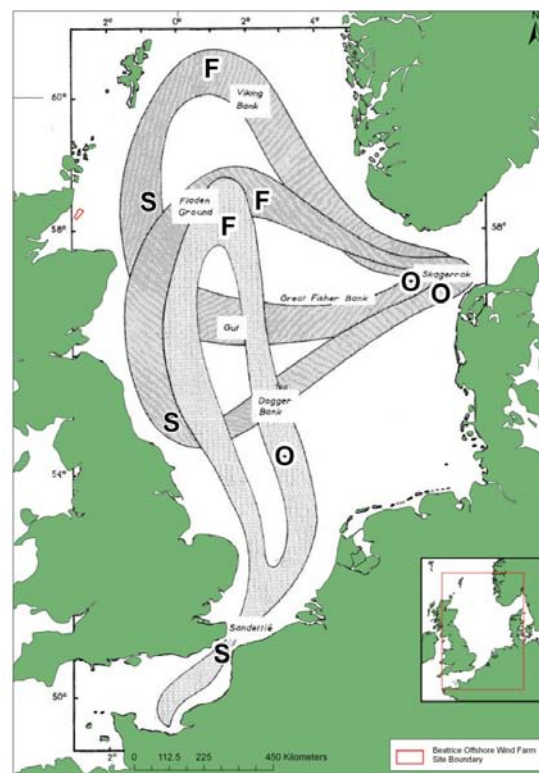 0° 2° 4°
N
60°
F
Viking
Bank
S
Fladen
Ground
F
F
58°
58°
Skagerrak
O
O
Great Fisher Bank
Gut
Dogger
Bank
S
O
54°
Sandettié
S
50°
2°
0 112.5 225 450 Kilometers
Beatrice Offshore Wind Farm
Site Boundary